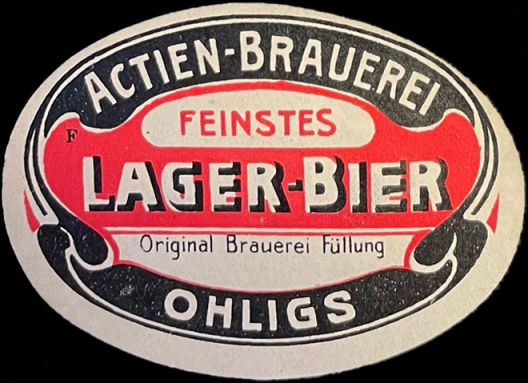 ACTIEN-BRAUEREI
FEINSTES
F
LAGER-BIER
Original Brauerei Füllung
OHLIGS